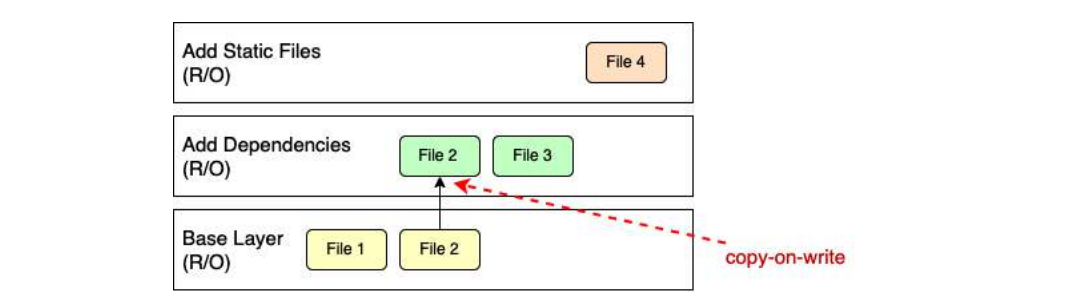 Add Static Files
(R/O)
File 4
Add Dependencies
(R/O)
File 2
File 3
Base Layer
(R/O)
File 1
File 2
copy-on-write